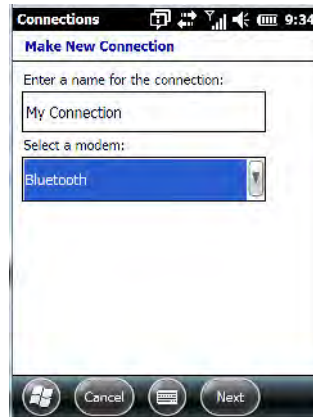 Connections 9:34
Make New Connection
Enter a name for the connection:
My Connection
Select a modem:
Bluetooth
Cancel Next